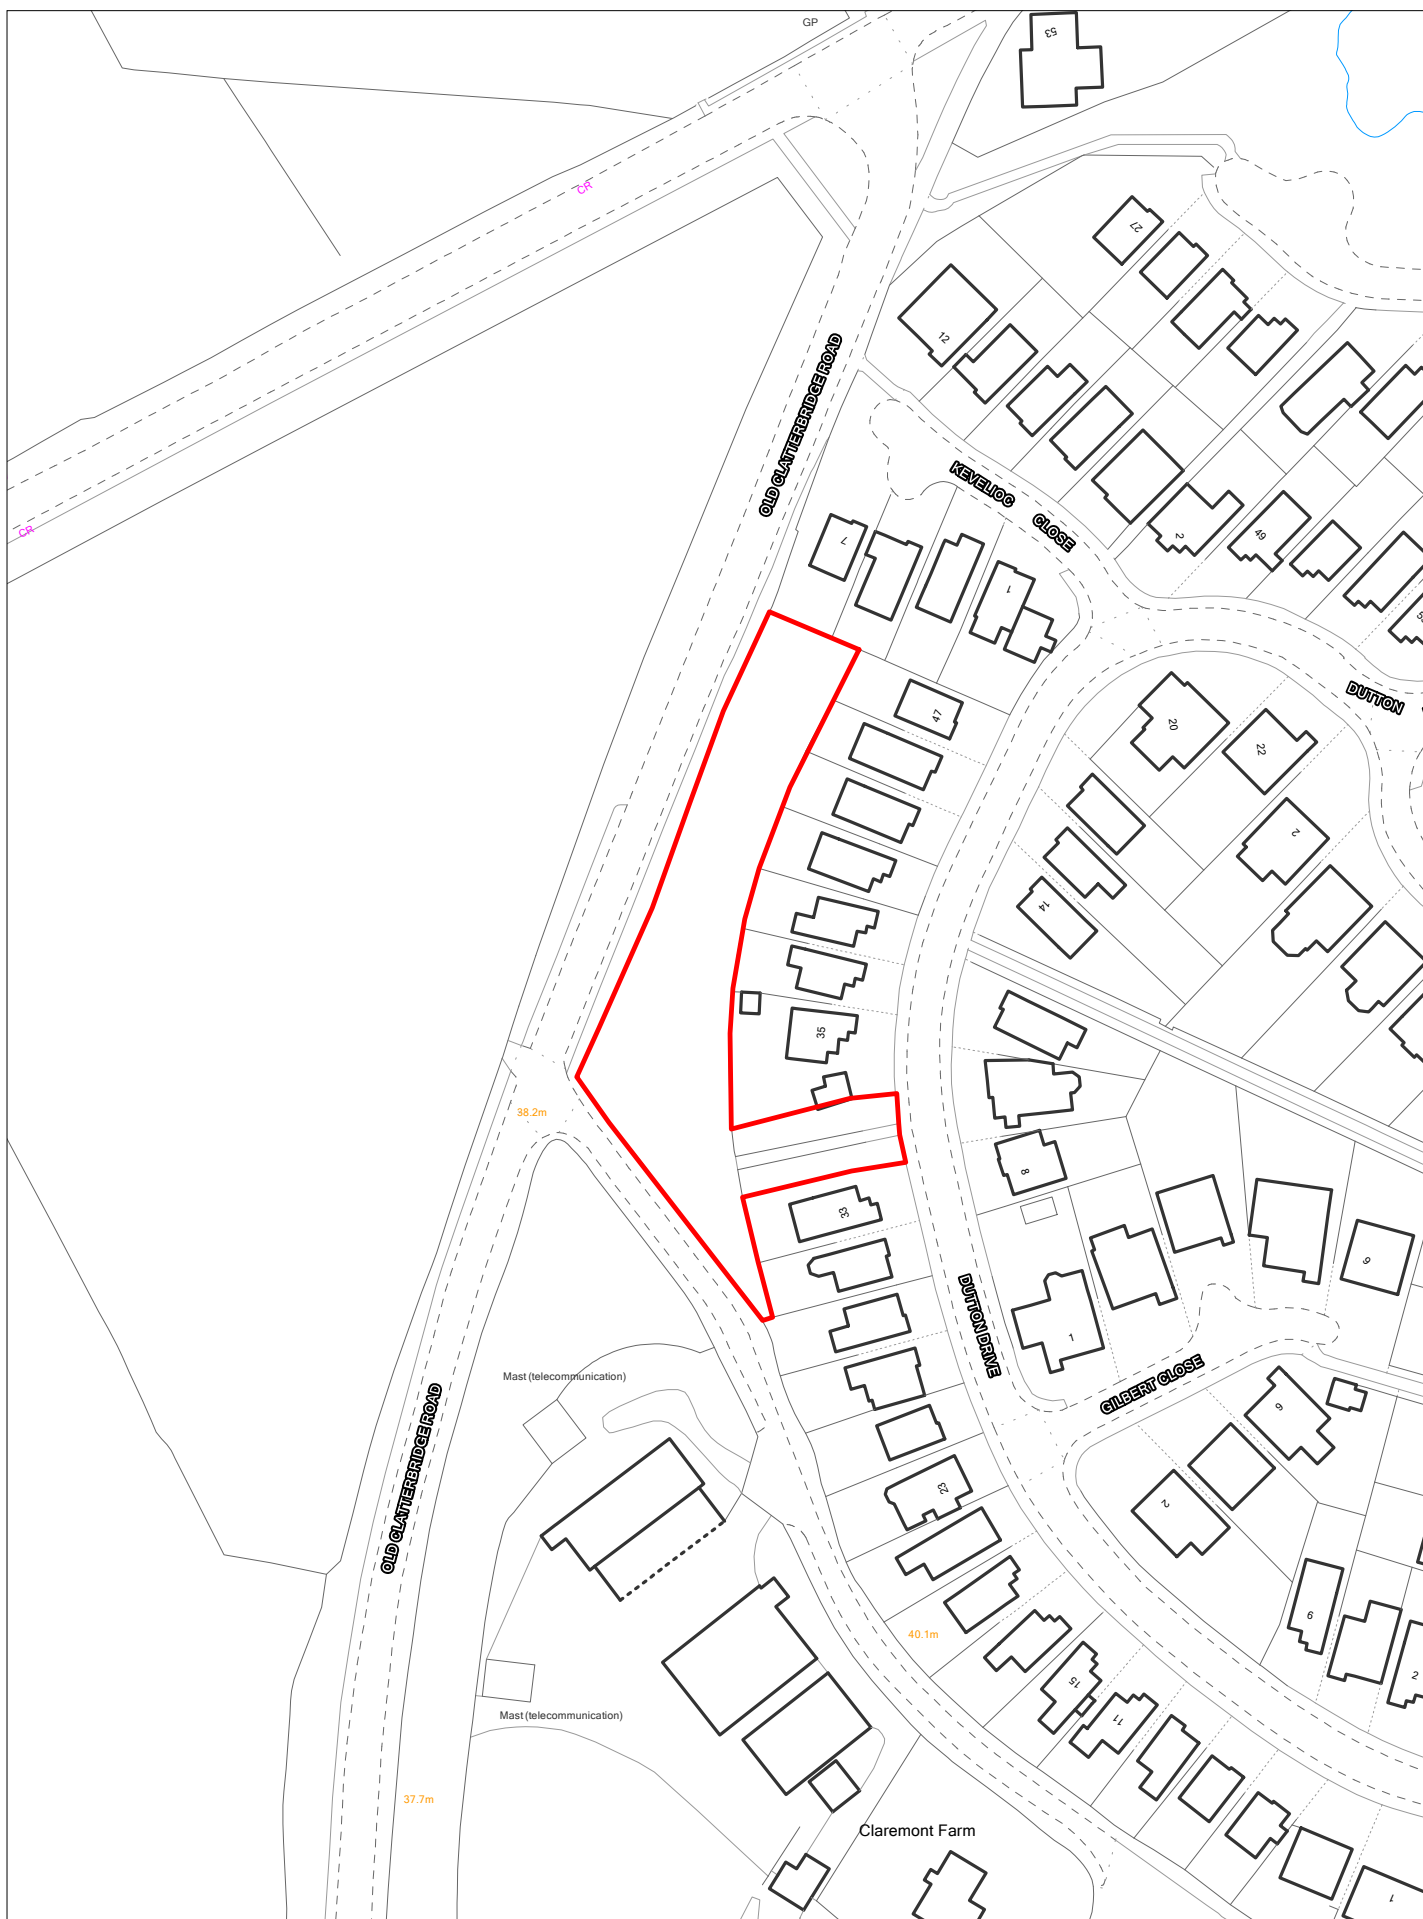 GP
53
CR
27
12
OLD CLATTERBRIDGE ROAD
KEVELIOC
CLOSE
CR
7
2
49
1
DUTTON
47
20
22
2
14
35
38.2m
8
33
9
DUTTON DRIVE
1
GILBERT CLOSE
Mast (telecommunication)
OLD CLATTERBRIDGE ROAD
9
23
2
9
40.1m
15
2
11
Mast (telecommunication)
37.7m
Claremont Farm
1